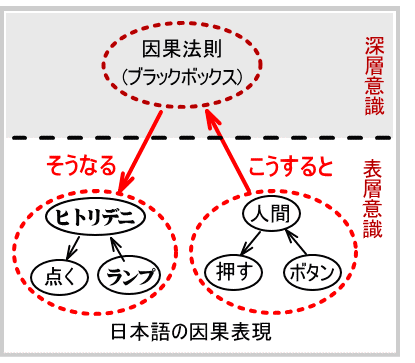 因果法則
(ブラックボックス)
深層意識
そうなる
こうすると
表層意識
ヒトリデニ
点く
ランプ
人間
押す
ボタン
日本語の因果表現